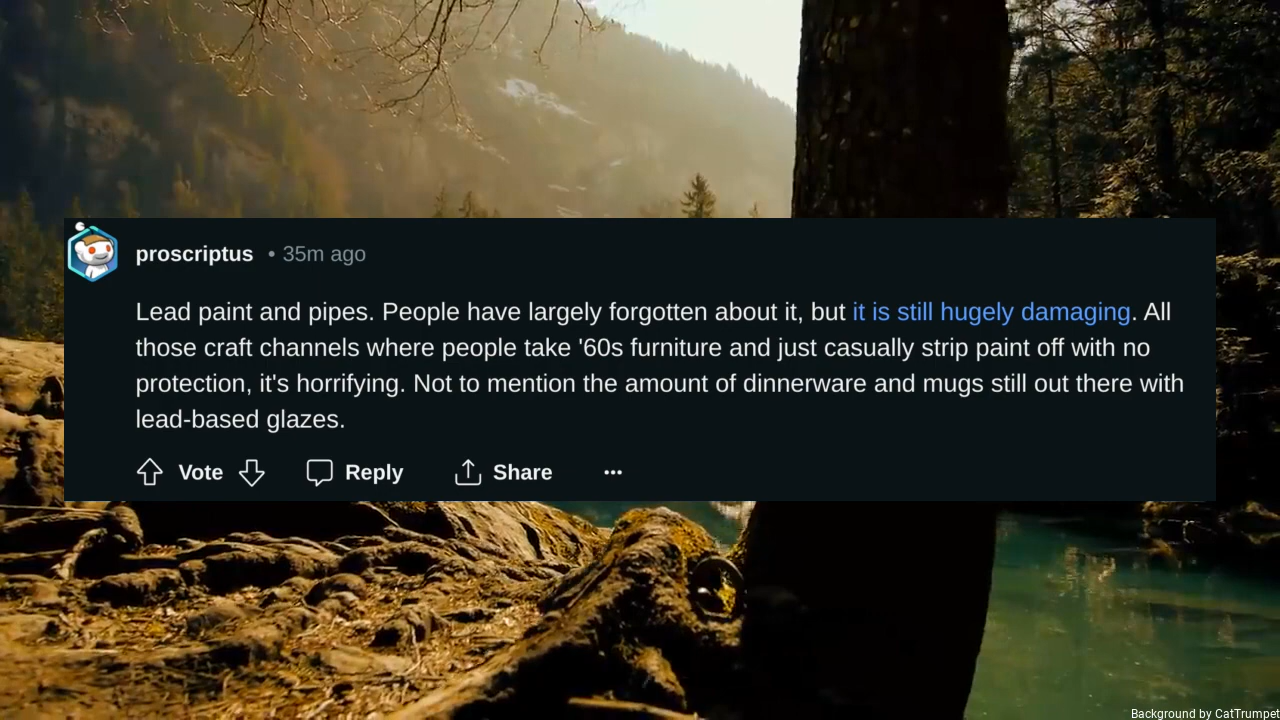 proscriptus • 35m ago
Lead paint and pipes. People have largely forgotten about it, but it is still hugely damaging. All
those craft channels where people take '60s furniture and just casually strip paint off with no
protection, it's horrifying. Not to mention the amount of dinnerware and mugs still out there with
lead-based glazes.
Vote Reply Share ···
Background by CatTrumpet